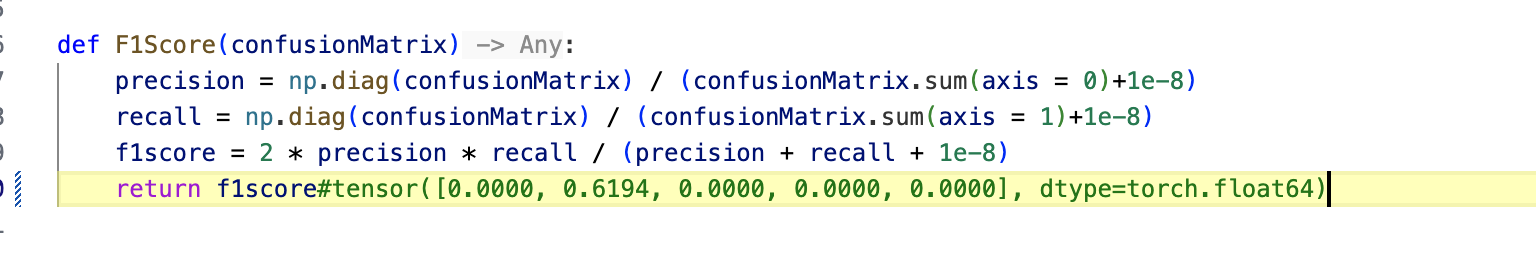 def F1Score(confusionMatrix) -> Any:
    precision = np.diag(confusionMatrix) / (confusionMatrix.sum(axis = 0)+1e-8)
    recall = np.diag(confusionMatrix) / (confusionMatrix.sum(axis = 1)+1e-8)
    f1score = 2 * precision * recall / (precision + recall + 1e-8)
    return f1score#tensor([0.0000, 0.6194, 0.0000, 0.0000, 0.0000], dtype=torch.float64)